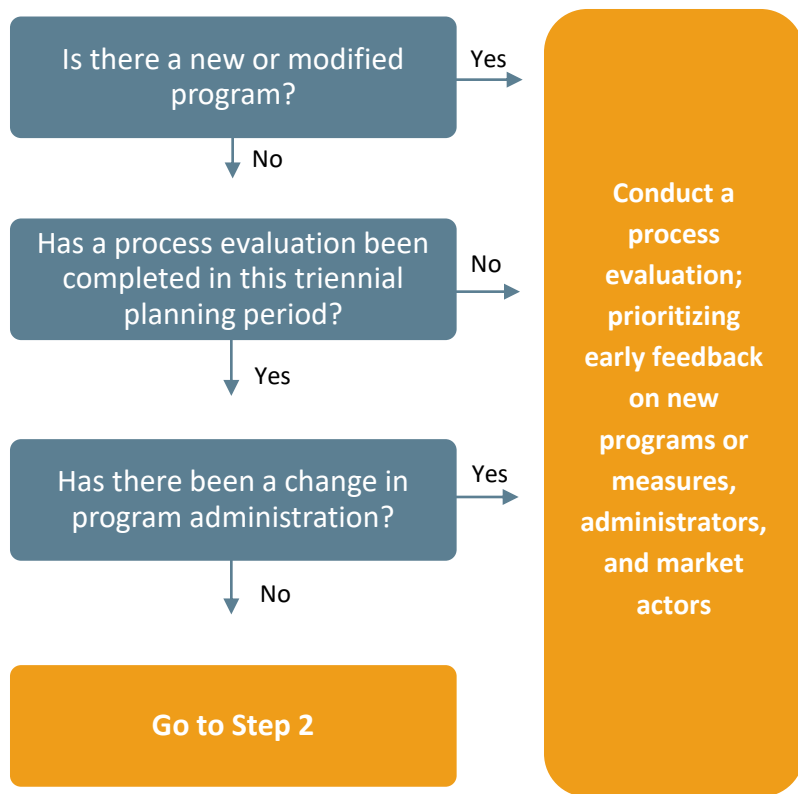 Is there a new or modified
program?
Yes
No
Has a process evaluation been
completed in this triennial
planning period?
No
Yes
Has there been a change in
program administration?
Yes
No
Go to Step 2
Conduct a
process
evaluation;
prioritizing
early feedback
on new
programs or
measures,
administrators,
and market
actors